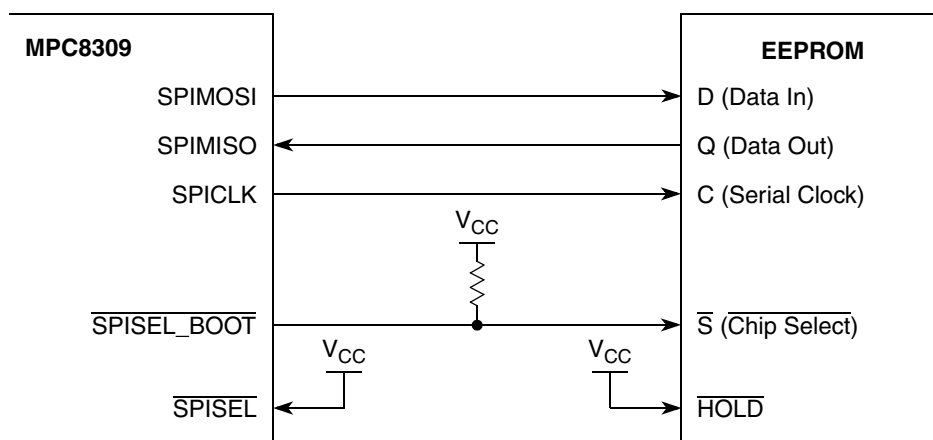 MPC8309
EEPROM
SPIMOSI
D (Data In)
SPIMISO
Q (Data Out)
SPICLK
C (Serial Clock)
VCC
SPISEL_BOOT
S (Chip Select)
VCC
VCC
SPISEL
HOLD